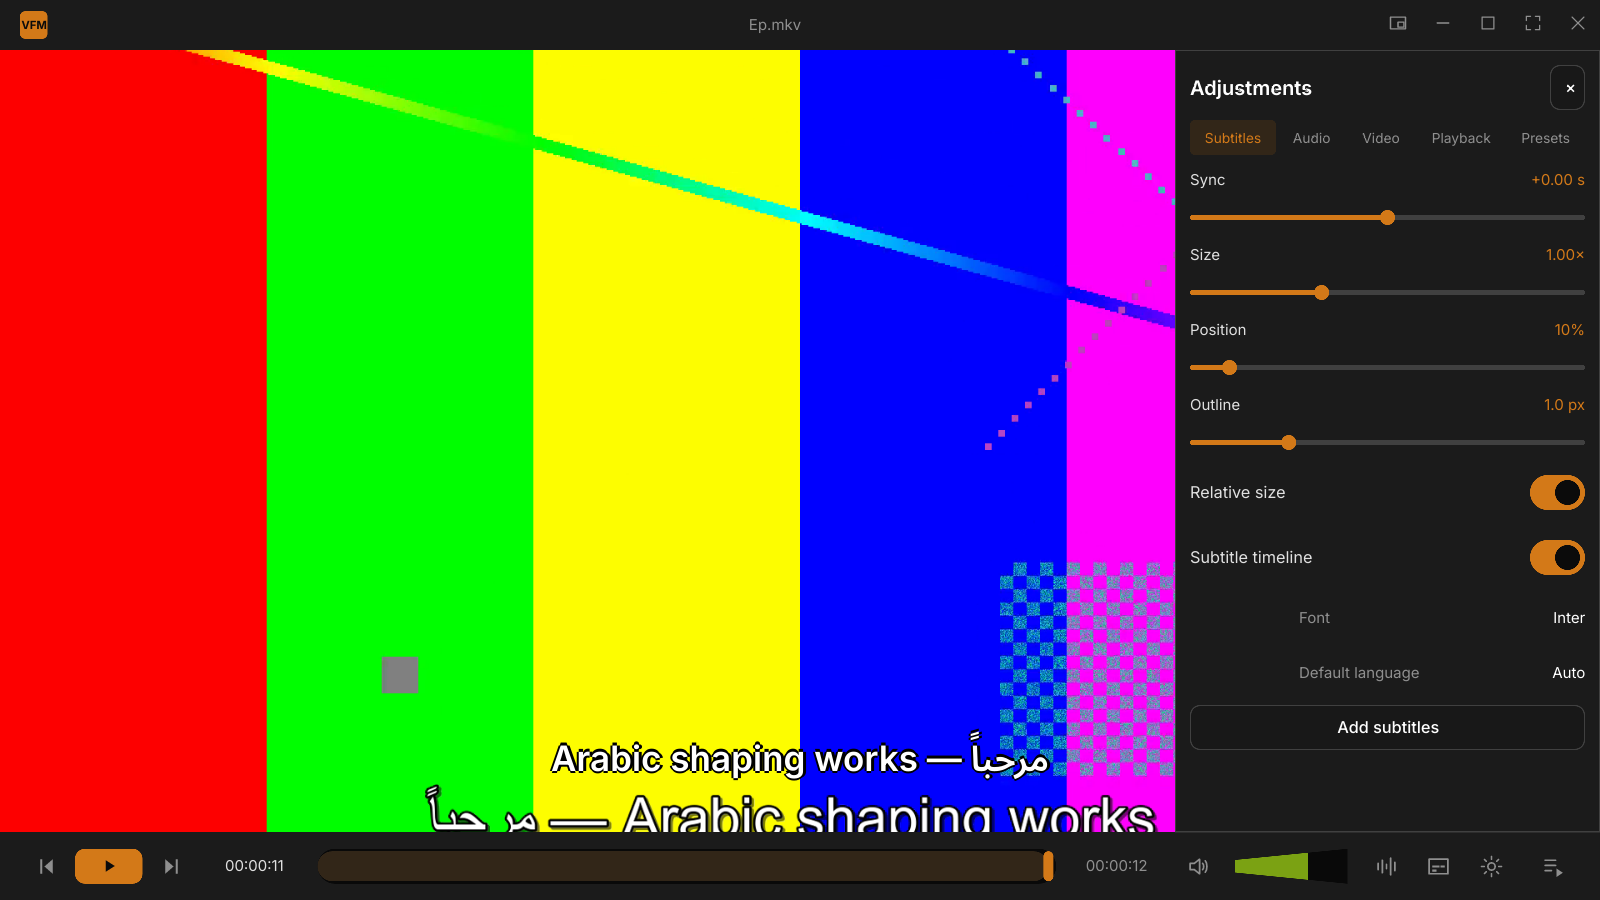 VFM
Ep.mkv
Adjustments
×
Subtitles Audio Video Playback Presets
Sync +0.00 s
Size 1.00×
Position 10%
Outline 1.0 px
Relative size
Subtitle timeline
Font Inter
Default language Auto
Add subtitles
Arabic shaping works — مرحباً
مرحباً — Arabic shaping works
00:00:11 00:00:12